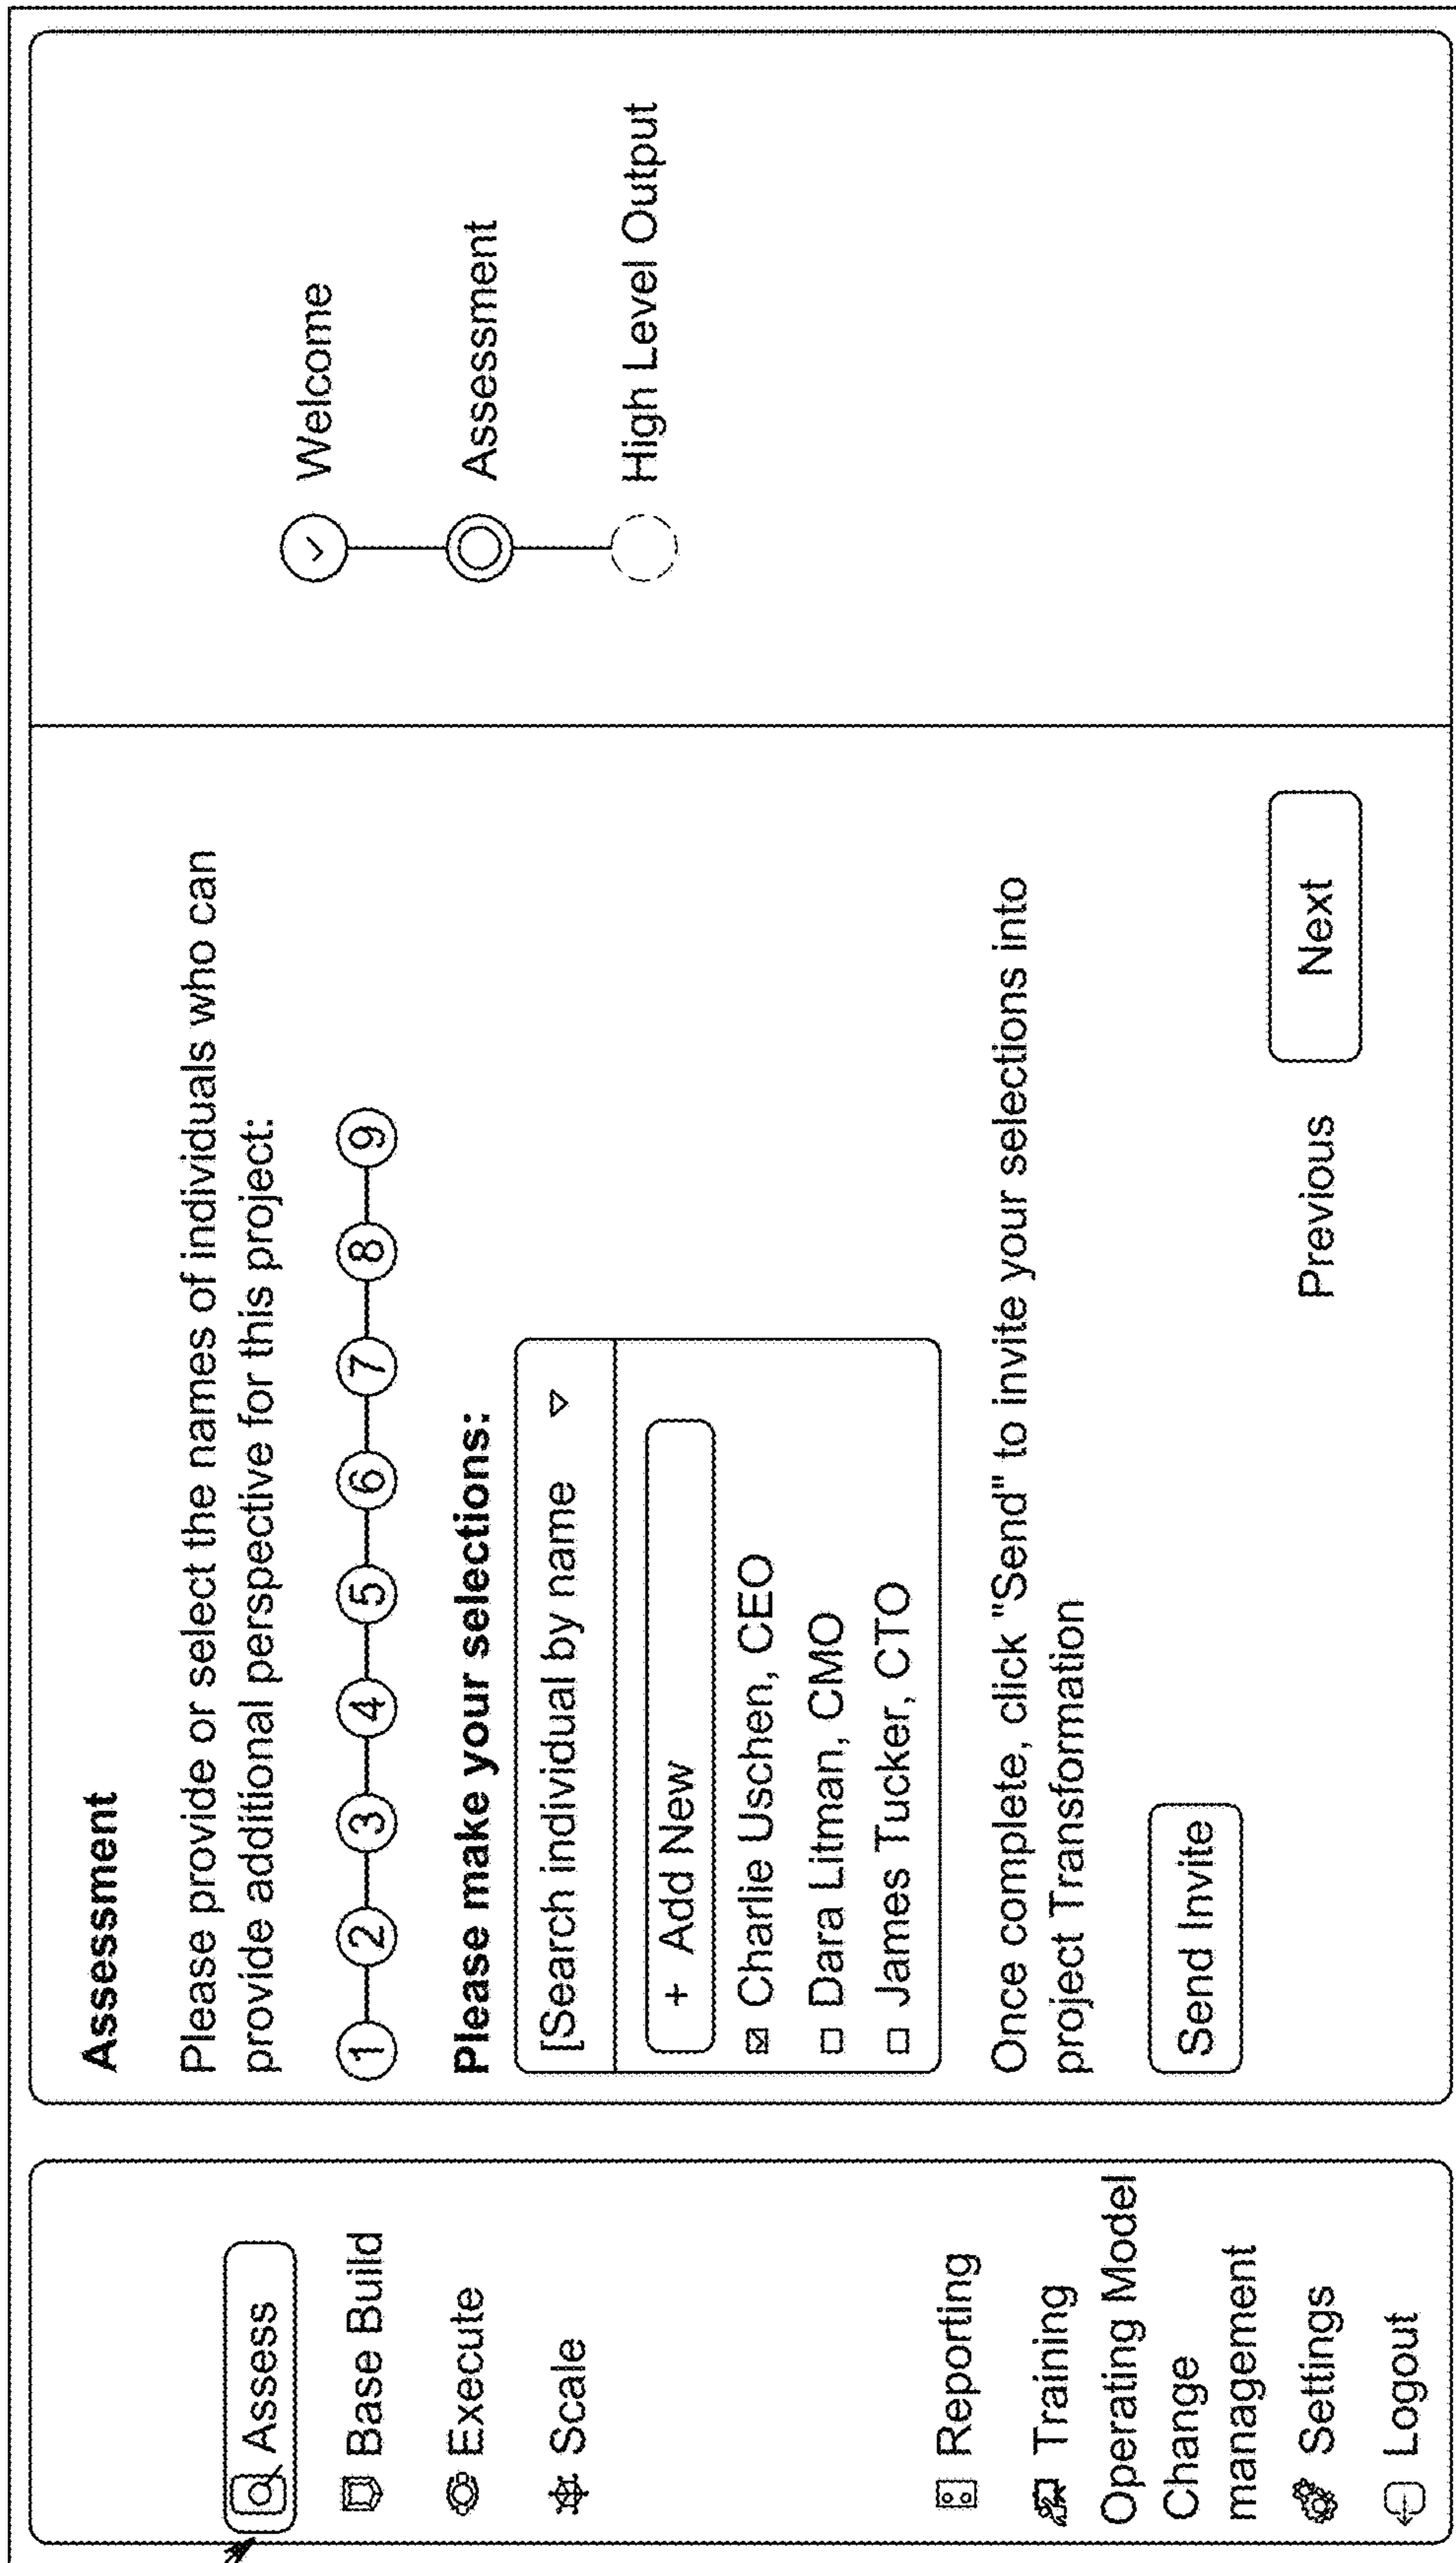 Assess
Base Build
Execute
Scale
Reporting
Training
Operating Model
Change
management
Settings
Logout
Assessment
Please provide or select the names of individuals who can
provide additional perspective for this project:
1 2 3 4 5 6 7 8 9
Please make your selections:
[Search individual by name
+ Add New
Charlie Uschen, CEO
Dara Litman, CMO
James Tucker, CTO
Once complete, click "Send" to invite your selections into
project Transformation
Send Invite
Previous Next
Welcome
Assessment
High Level Output